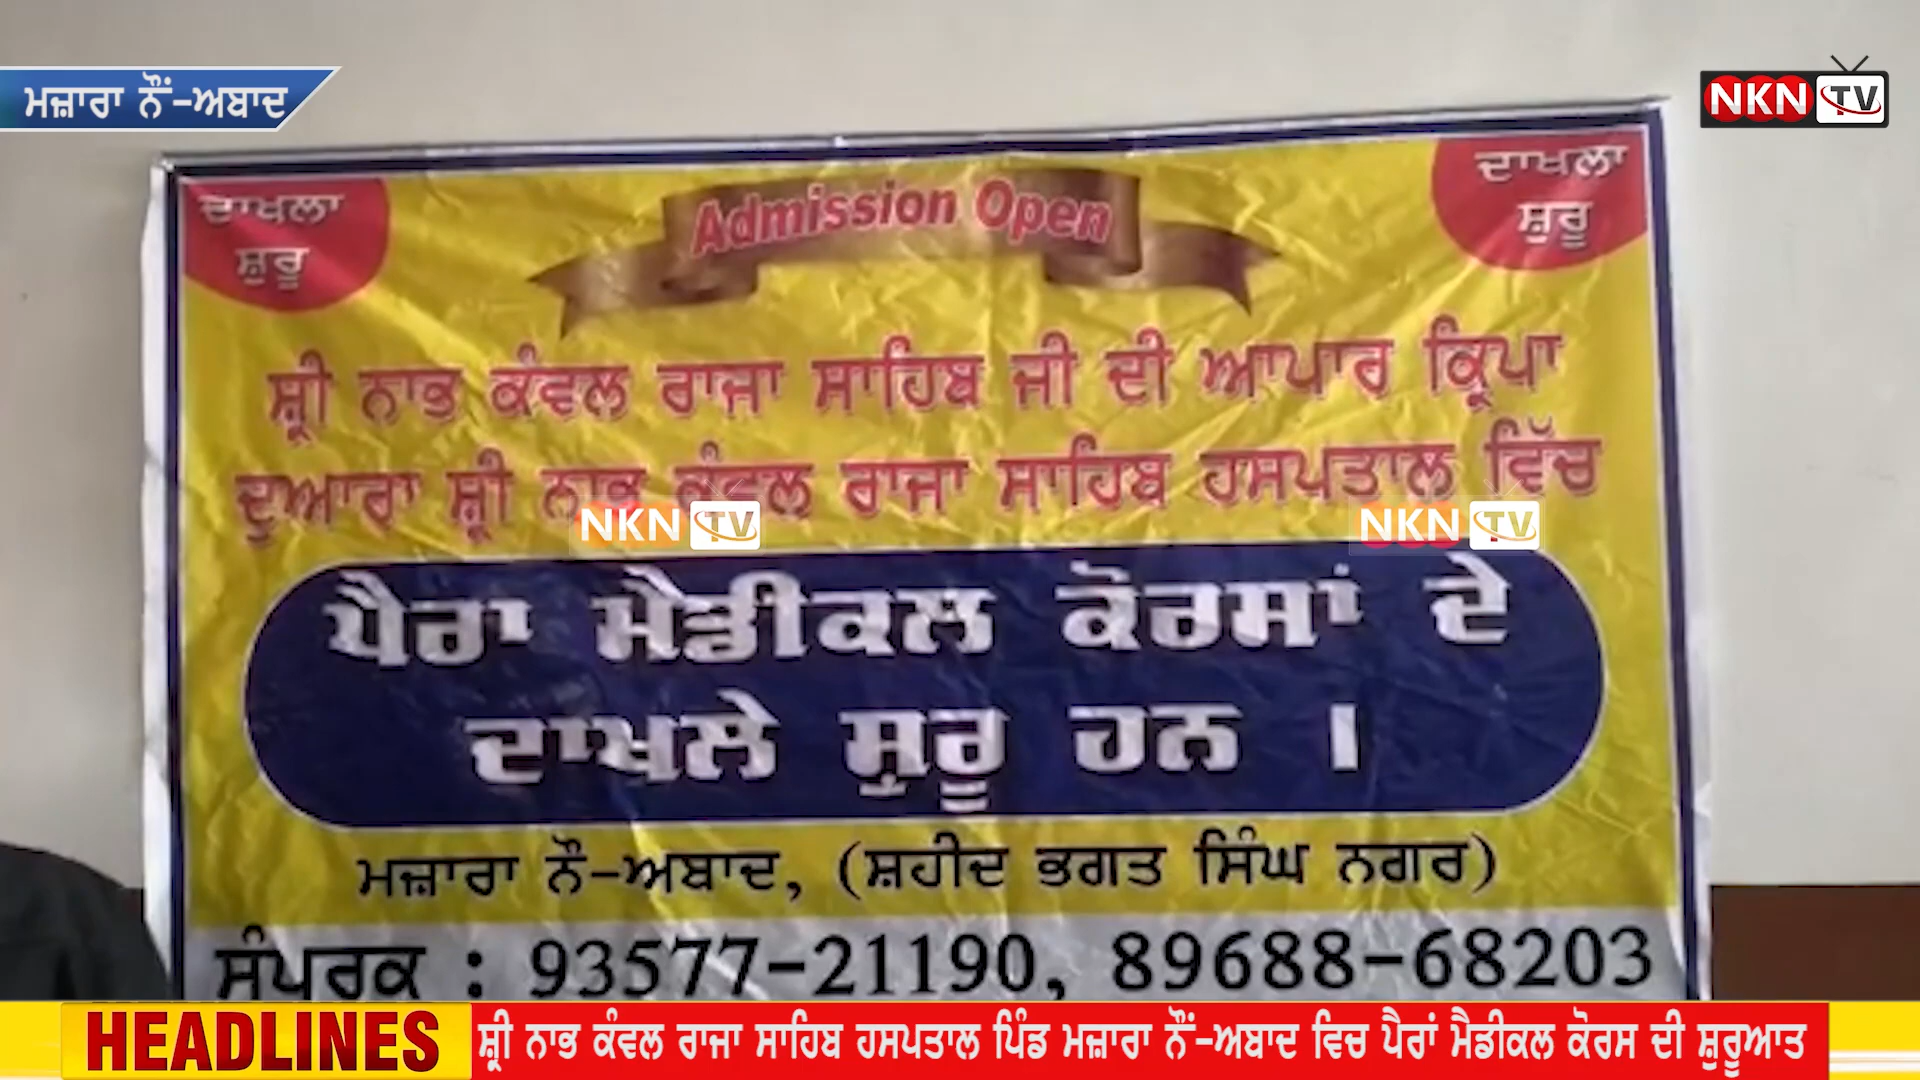 ਮਜ਼ਾਰਾ ਨੌਂ-ਅਬਾਦ
NKN TV
ਦਾਖਲਾ
ਸ਼ੁਰੂ
Admission Open
ਦਾਖਲਾ
ਸ਼ੁਰੂ
ਸ਼੍ਰੀ ਨਾਭ ਕੰਵਲ ਰਾਜਾ ਸਾਹਿਬ ਜੀ ਦੀ ਆਪਾਰ ਕ੍ਰਿਪਾ
ਦੁਆਰਾ ਸ਼੍ਰੀ ਨਾਭ ਕੰਵਲ ਰਾਜਾ ਸਾਹਿਬ ਹਸਪਤਾਲ ਵਿੱਚ
NKN TV
NKN TV
ਪੈਰਾ ਮੈਡੀਕਲ ਕੋਰਸਾਂ ਦੇ
ਦਾਖਲੇ ਸ਼ੁਰੂ ਹਨ ।
ਮਜ਼ਾਰਾ ਨੌ-ਅਬਾਦ, (ਸ਼ਹੀਦ ਭਗਤ ਸਿੰਘ ਨਗਰ)
ਸੰਪਰਕ : 93577-21190, 89688-68203
HEADLINES
ਸ਼੍ਰੀ ਨਾਭ ਕੰਵਲ ਰਾਜਾ ਸਾਹਿਬ ਹਸਪਤਾਲ ਪਿੰਡ ਮਜ਼ਾਰਾ ਨੌਂ-ਅਬਾਦ ਵਿਚ ਪੈਰਾਂ ਮੈਡੀਕਲ ਕੋਰਸ ਦੀ ਸ਼ੁਰੂਆਤ